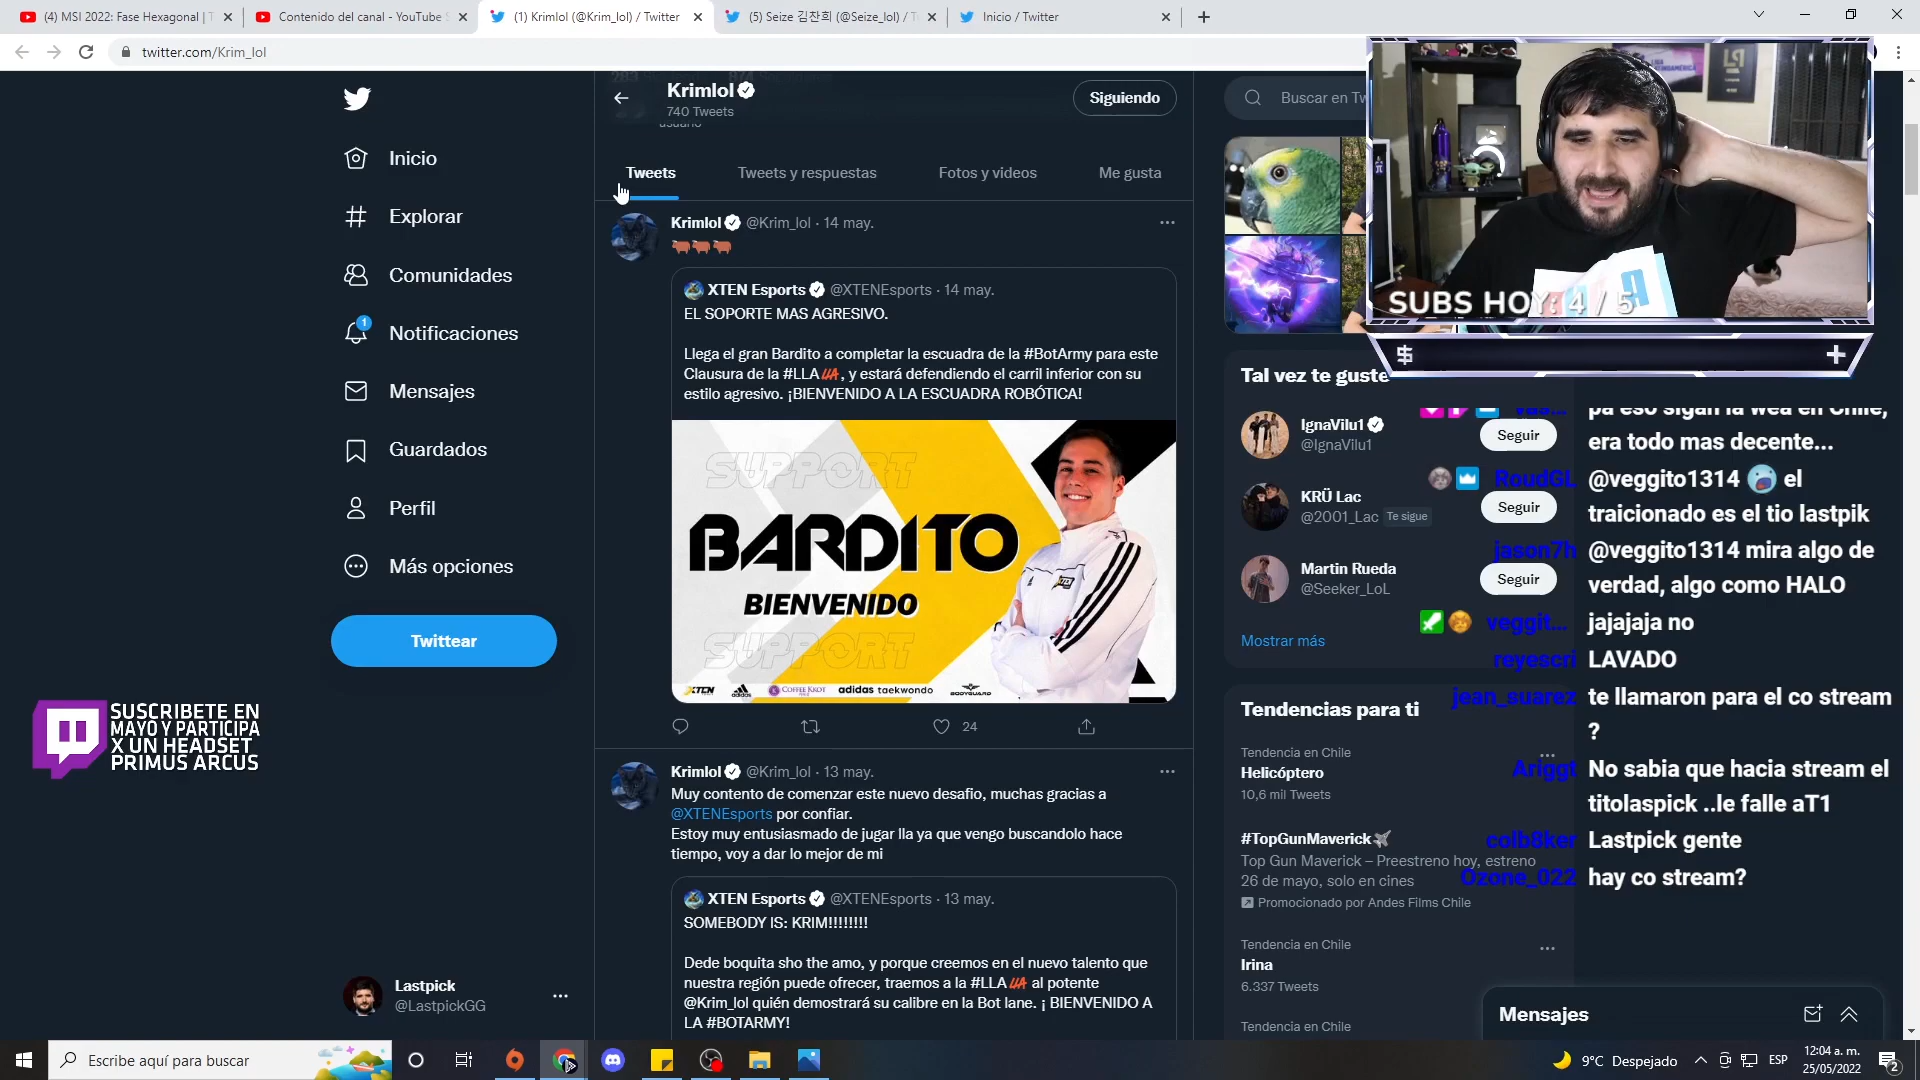 (4) MSI 2022: Fase Hexagonal | T
Contenido del canal - YouTube S
(1) Krimlol (@Krim_lol) / Twitter
(5) Seize 김찬희 (@Seize_lol) / T
Inicio / Twitter
twitter.com/Krim_lol
Krimlol
740 Tweets
Siguiendo
Buscar en Tw
Inicio
Explorar
Comunidades
Notificaciones
1
Mensajes
Guardados
Perfil
Más opciones
Twittear
SUSCRIBETE EN
MAYO Y PARTICIPA
X UN HEADSET
PRIMUS ARCUS
Lastpick
@LastpickGG
usuario
Tweets
Tweets y respuestas
Fotos y videos
Me gusta
Krimlol @Krim_lol · 14 may.
🐂🐂🐂
XTEN Esports @XTENEsports · 14 may.
EL SOPORTE MAS AGRESIVO.
Llega el gran Bardito a completar la escuadra de la #BotArmy para este
Clausura de la #LLA, y estará defendiendo el carril inferior con su
estilo agresivo. ¡BIENVENIDO A LA ESCUADRA ROBÓTICA!
SUPPORT
BARDITO
BIENVENIDO
SUPPORT
XTEN adidas COFFEE KROT adidas taekwondo BODYGUARD
24
Krimlol @Krim_lol · 13 may.
Muy contento de comenzar este nuevo desafio, muchas gracias a
@XTENEsports por confiar.
Estoy muy entusiasmado de jugar lla ya que vengo buscandolo hace
tiempo, voy a dar lo mejor de mi
XTEN Esports @XTENEsports · 13 may.
SOMEBODY IS: KRIM!!!!!!!!
Dede boquita sho the amo, y porque creemos en el nuevo talento que
nuestra región puede ofrecer, traemos a la #LLA al potente
@Krim_lol quién demostrará su calibre en la Bot lane. ¡ BIENVENIDO A
LA #BOTARMY!
SUBS HOY: 4 / 5
$ +
Tal vez te guste
IgnaVilu1
@IgnaVilu1
Seguir
KRÜ Lac
@2001_Lac Te sigue
Seguir
Martin Rueda
@Seeker_LoL
Seguir
Mostrar más
Tendencias para ti
Tendencia en Chile
Helicóptero
10,6 mil Tweets
#TopGunMaverick
Top Gun Maverick – Preestreno hoy, estreno
26 de mayo, solo en cines
Promocionado por Andes Films Chile
Tendencia en Chile
Irina
6.337 Tweets
Tendencia en Chile
pa eso sigan la wea en Chile,
era todo mas decente...
RoudGL @veggito1314 el
traicionado es el tio lastpik
jason7h @veggito1314 mira algo de
verdad, algo como HALO
veggit... jajajaja no
reyescri LAVADO
jean_suarez te llamaron para el co stream
?
Ariggt No sabia que hacia stream el
titolaspick ..le falle aT1
colb8ker Lastpick gente
Ozone_022 hay co stream?
Mensajes
Escribe aquí para buscar
9°C Despejado
ESP
12:04 a. m.
25/05/2022
2